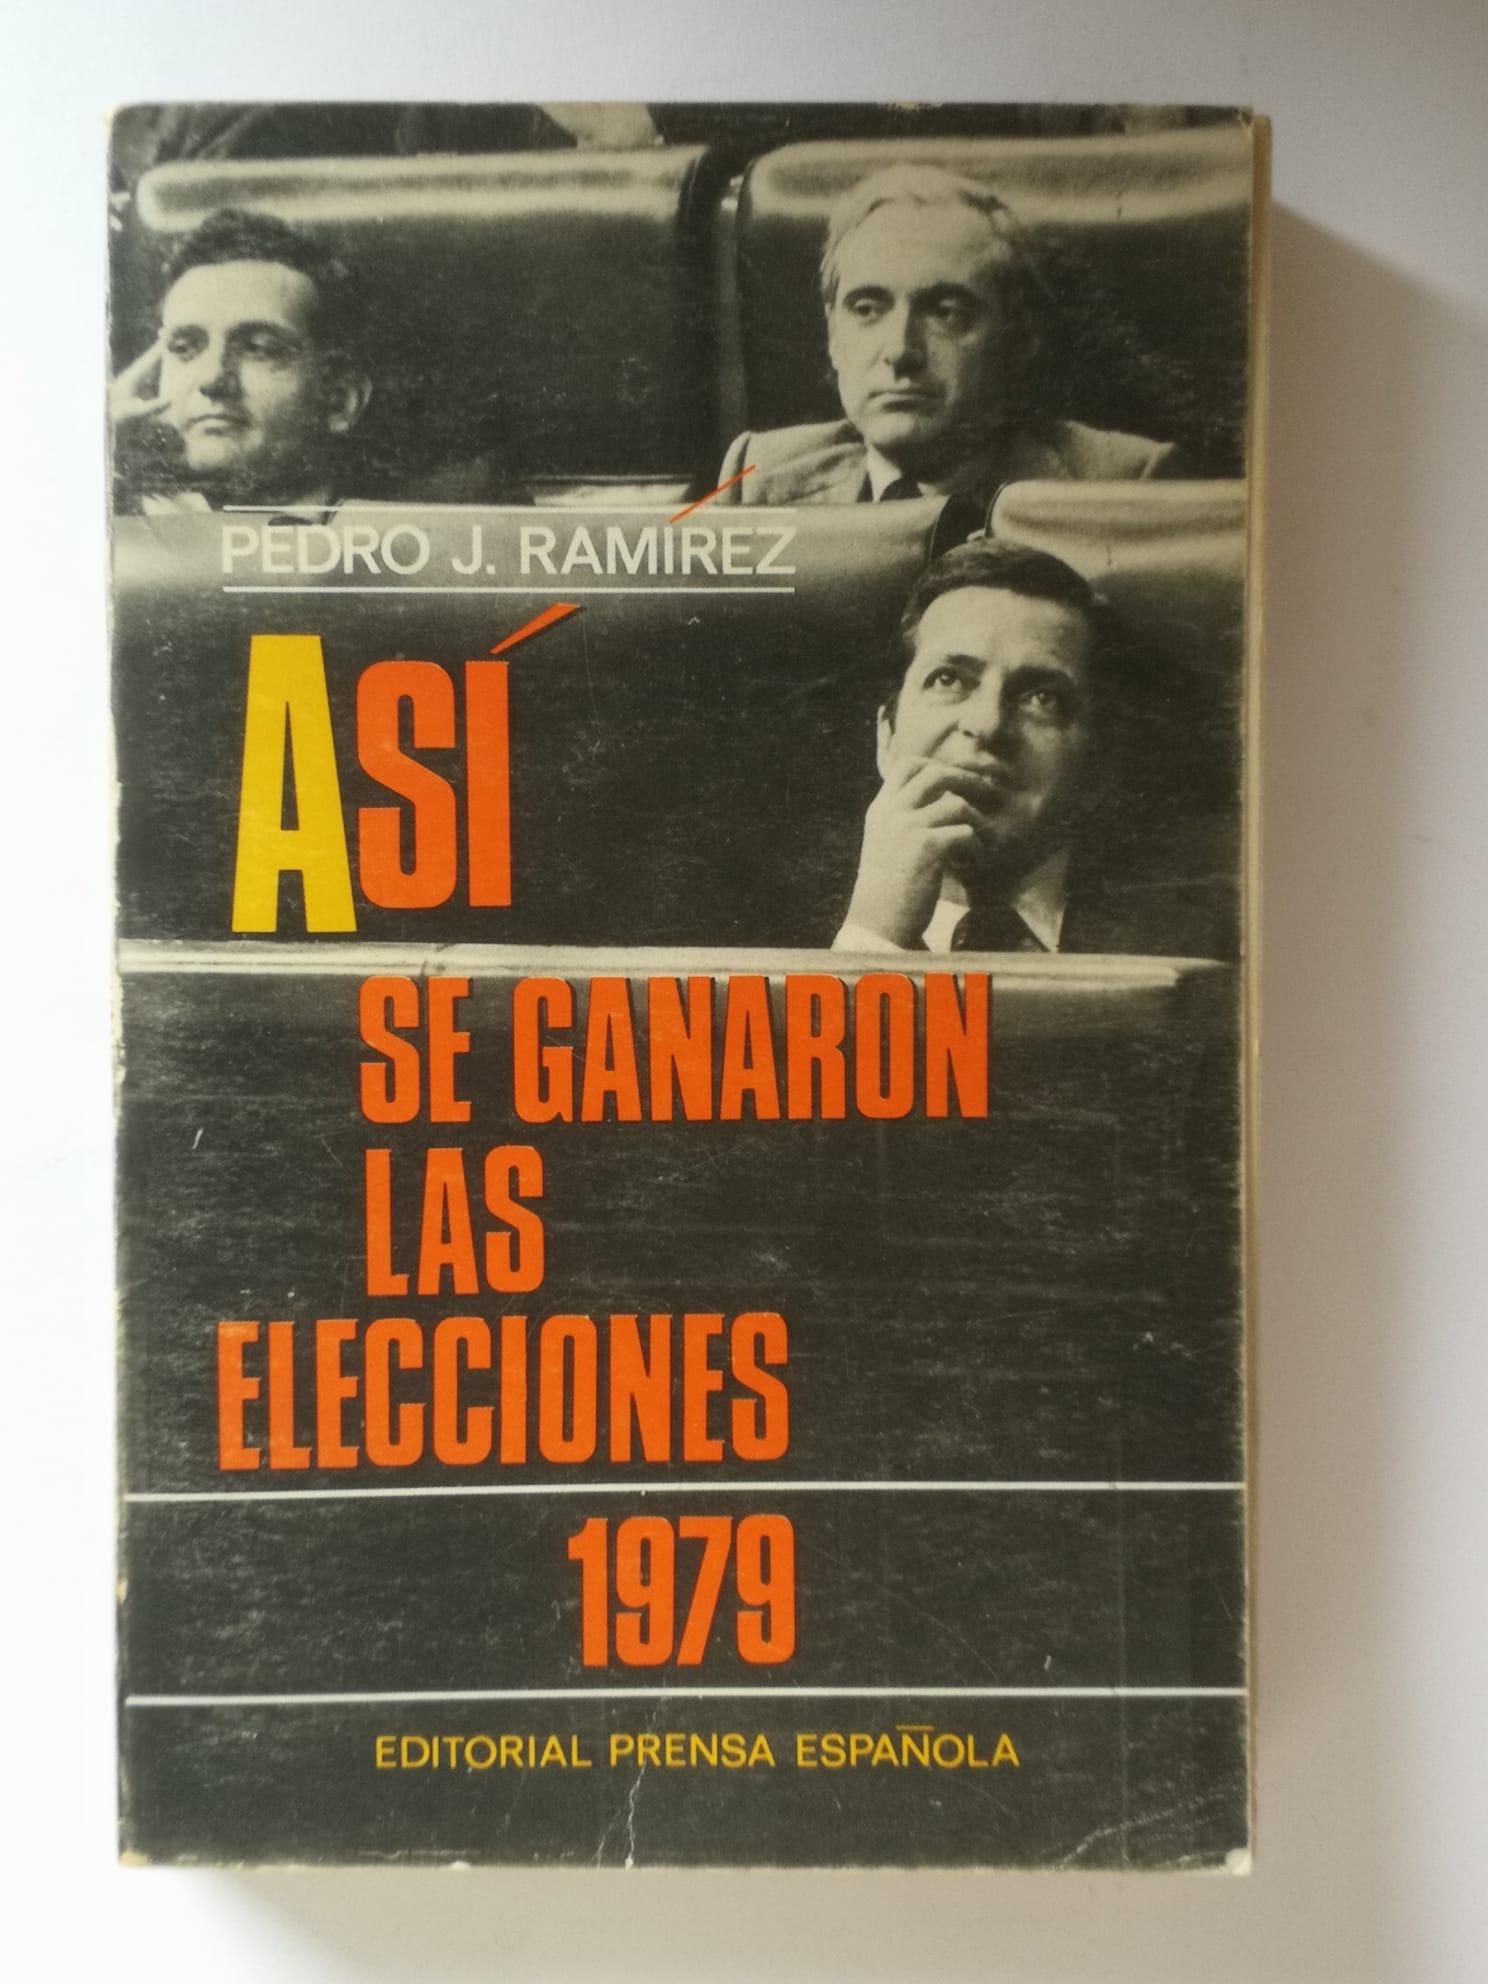 PEDRO J. RAMÍREZ
ASÍ
SE GANARON
LAS
ELECCIONES
1979
EDITORIAL PRENSA ESPAÑOLA